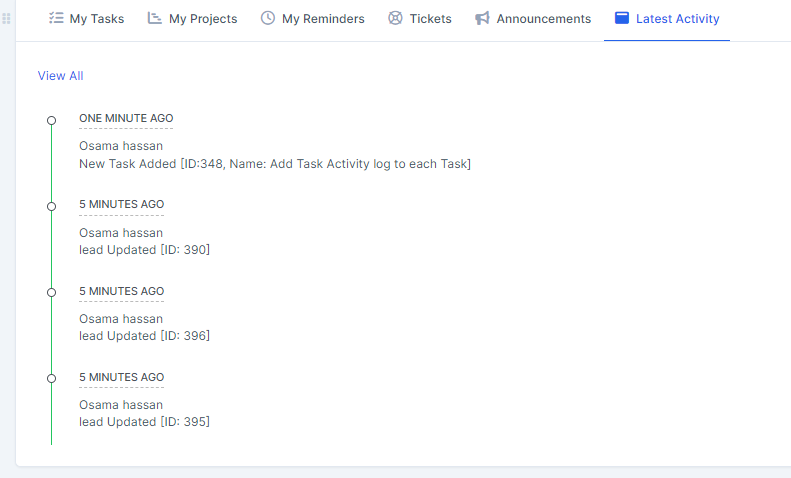 My Tasks My Projects My Reminders Tickets Announcements Latest Activity
View All
ONE MINUTE AGO
Osama hassan
New Task Added [ID:348, Name: Add Task Activity log to each Task]
5 MINUTES AGO
Osama hassan
lead Updated [ID: 390]
5 MINUTES AGO
Osama hassan
lead Updated [ID: 396]
5 MINUTES AGO
Osama hassan
lead Updated [ID: 395]